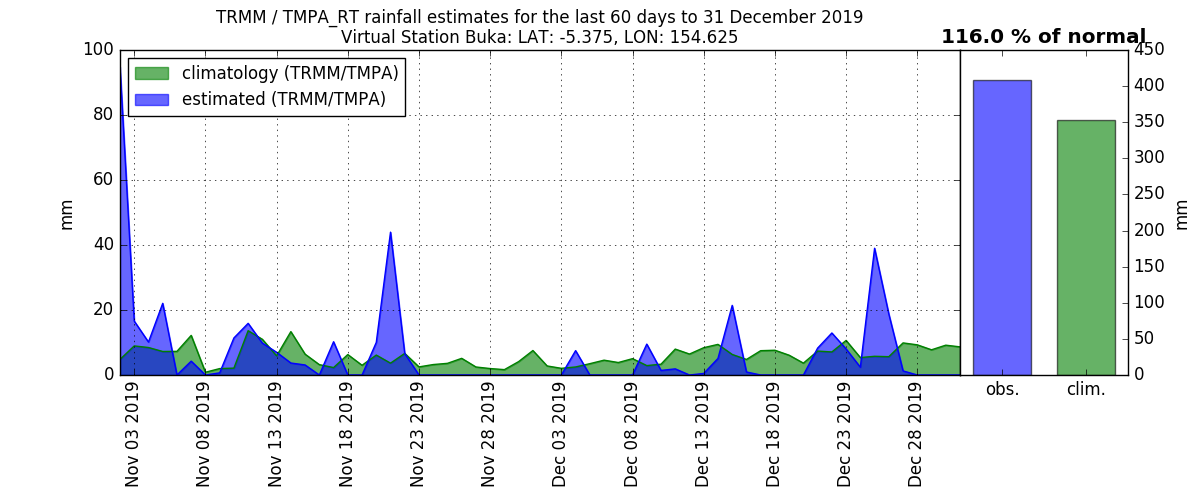 TRMM / TMPA_RT rainfall estimates for the last 60 days to 31 December 2019
Virtual Station Buka: LAT: -5.375, LON: 154.625
116.0 % of normal
climatology (TRMM/TMPA)
estimated (TRMM/TMPA)
100
80
60
40
20
0
mm
Nov 03 2019
Nov 08 2019
Nov 13 2019
Nov 18 2019
Nov 23 2019
Nov 28 2019
Dec 03 2019
Dec 08 2019
Dec 13 2019
Dec 18 2019
Dec 23 2019
Dec 28 2019
obs.
clim.
450
400
350
300
250
200
150
100
50
0
mm